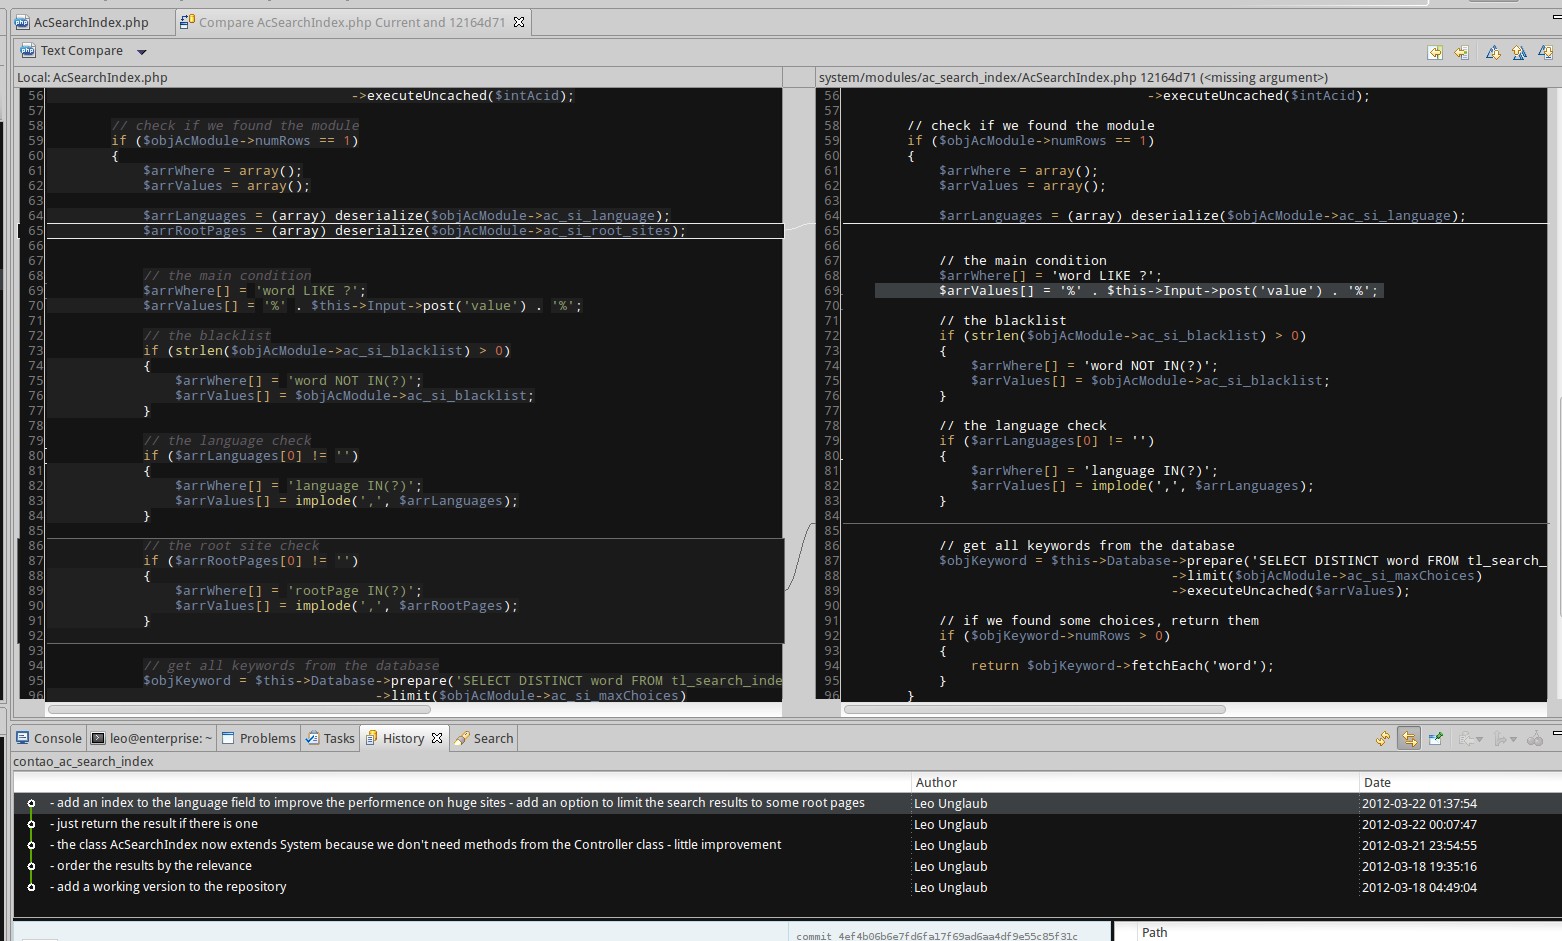 AcSearchIndex.php
Compare AcSearchIndex.php Current and 12164d71
Text Compare
Local: AcSearchIndex.php
56 ->executeUncached($intAcid);
57
58 // check if we found the module
59 if ($objAcModule->numRows == 1)
60 {
61 $arrWhere = array();
62 $arrValues = array();
63
64 $arrLanguages = (array) deserialize($objAcModule->ac_si_language);
65 $arrRootPages = (array) deserialize($objAcModule->ac_si_root_sites);
66
67
68 // the main condition
69 $arrWhere[] = 'word LIKE ?';
70 $arrValues[] = '%' . $this->Input->post('value') . '%';
71
72 // the blacklist
73 if (strlen($objAcModule->ac_si_blacklist) > 0)
74 {
75 $arrWhere[] = 'word NOT IN(?)';
76 $arrValues[] = $objAcModule->ac_si_blacklist;
77 }
78
79 // the language check
80 if ($arrLanguages[0] != '')
81 {
82 $arrWhere[] = 'language IN(?)';
83 $arrValues[] = implode(',', $arrLanguages);
84 }
85
86 // the root site check
87 if ($arrRootPages[0] != '')
88 {
89 $arrWhere[] = 'rootPage IN(?)';
90 $arrValues[] = implode(',', $arrRootPages);
91 }
92
93
94 // get all keywords from the database
95 $objKeyword = $this->Database->prepare('SELECT DISTINCT word FROM tl_search_inde
96 ->limit($objAcModule->ac_si_maxChoices)
system/modules/ac_search_index/AcSearchIndex.php 12164d71 (<missing argument>)
56 ->executeUncached($intAcid);
57
58 // check if we found the module
59 if ($objAcModule->numRows == 1)
60 {
61 $arrWhere = array();
62 $arrValues = array();
63
64 $arrLanguages = (array) deserialize($objAcModule->ac_si_language);
65
66
67 // the main condition
68 $arrWhere[] = 'word LIKE ?';
69 $arrValues[] = '%' . $this->Input->post('value') . '%';
70
71 // the blacklist
72 if (strlen($objAcModule->ac_si_blacklist) > 0)
73 {
74 $arrWhere[] = 'word NOT IN(?)';
75 $arrValues[] = $objAcModule->ac_si_blacklist;
76 }
77
78 // the language check
79 if ($arrLanguages[0] != '')
80 {
81 $arrWhere[] = 'language IN(?)';
82 $arrValues[] = implode(',', $arrLanguages);
83 }
84
85
86 // get all keywords from the database
87 $objKeyword = $this->Database->prepare('SELECT DISTINCT word FROM tl_search_
88 ->limit($objAcModule->ac_si_maxChoices)
89 ->executeUncached($arrValues);
90
91 // if we found some choices, return them
92 if ($objKeyword->numRows > 0)
93 {
94 return $objKeyword->fetchEach('word');
95 }
96 }
Console
leo@enterprise: ~
Problems
Tasks
History
Search
contao_ac_search_index
Author Date
- add an index to the language field to improve the performence on huge sites - add an option to limit the search results to some root pages Leo Unglaub 2012-03-22 01:37:54
- just return the result if there is one Leo Unglaub 2012-03-22 00:07:47
- the class AcSearchIndex now extends System because we don't need methods from the Controller class - little improvement Leo Unglaub 2012-03-21 23:54:55
- order the results by the relevance Leo Unglaub 2012-03-18 19:35:16
- add a working version to the repository Leo Unglaub 2012-03-18 04:49:04
commit 4ef4b06b6e7fd6fa17f69ad6aa4df9e55c85f31c
Path